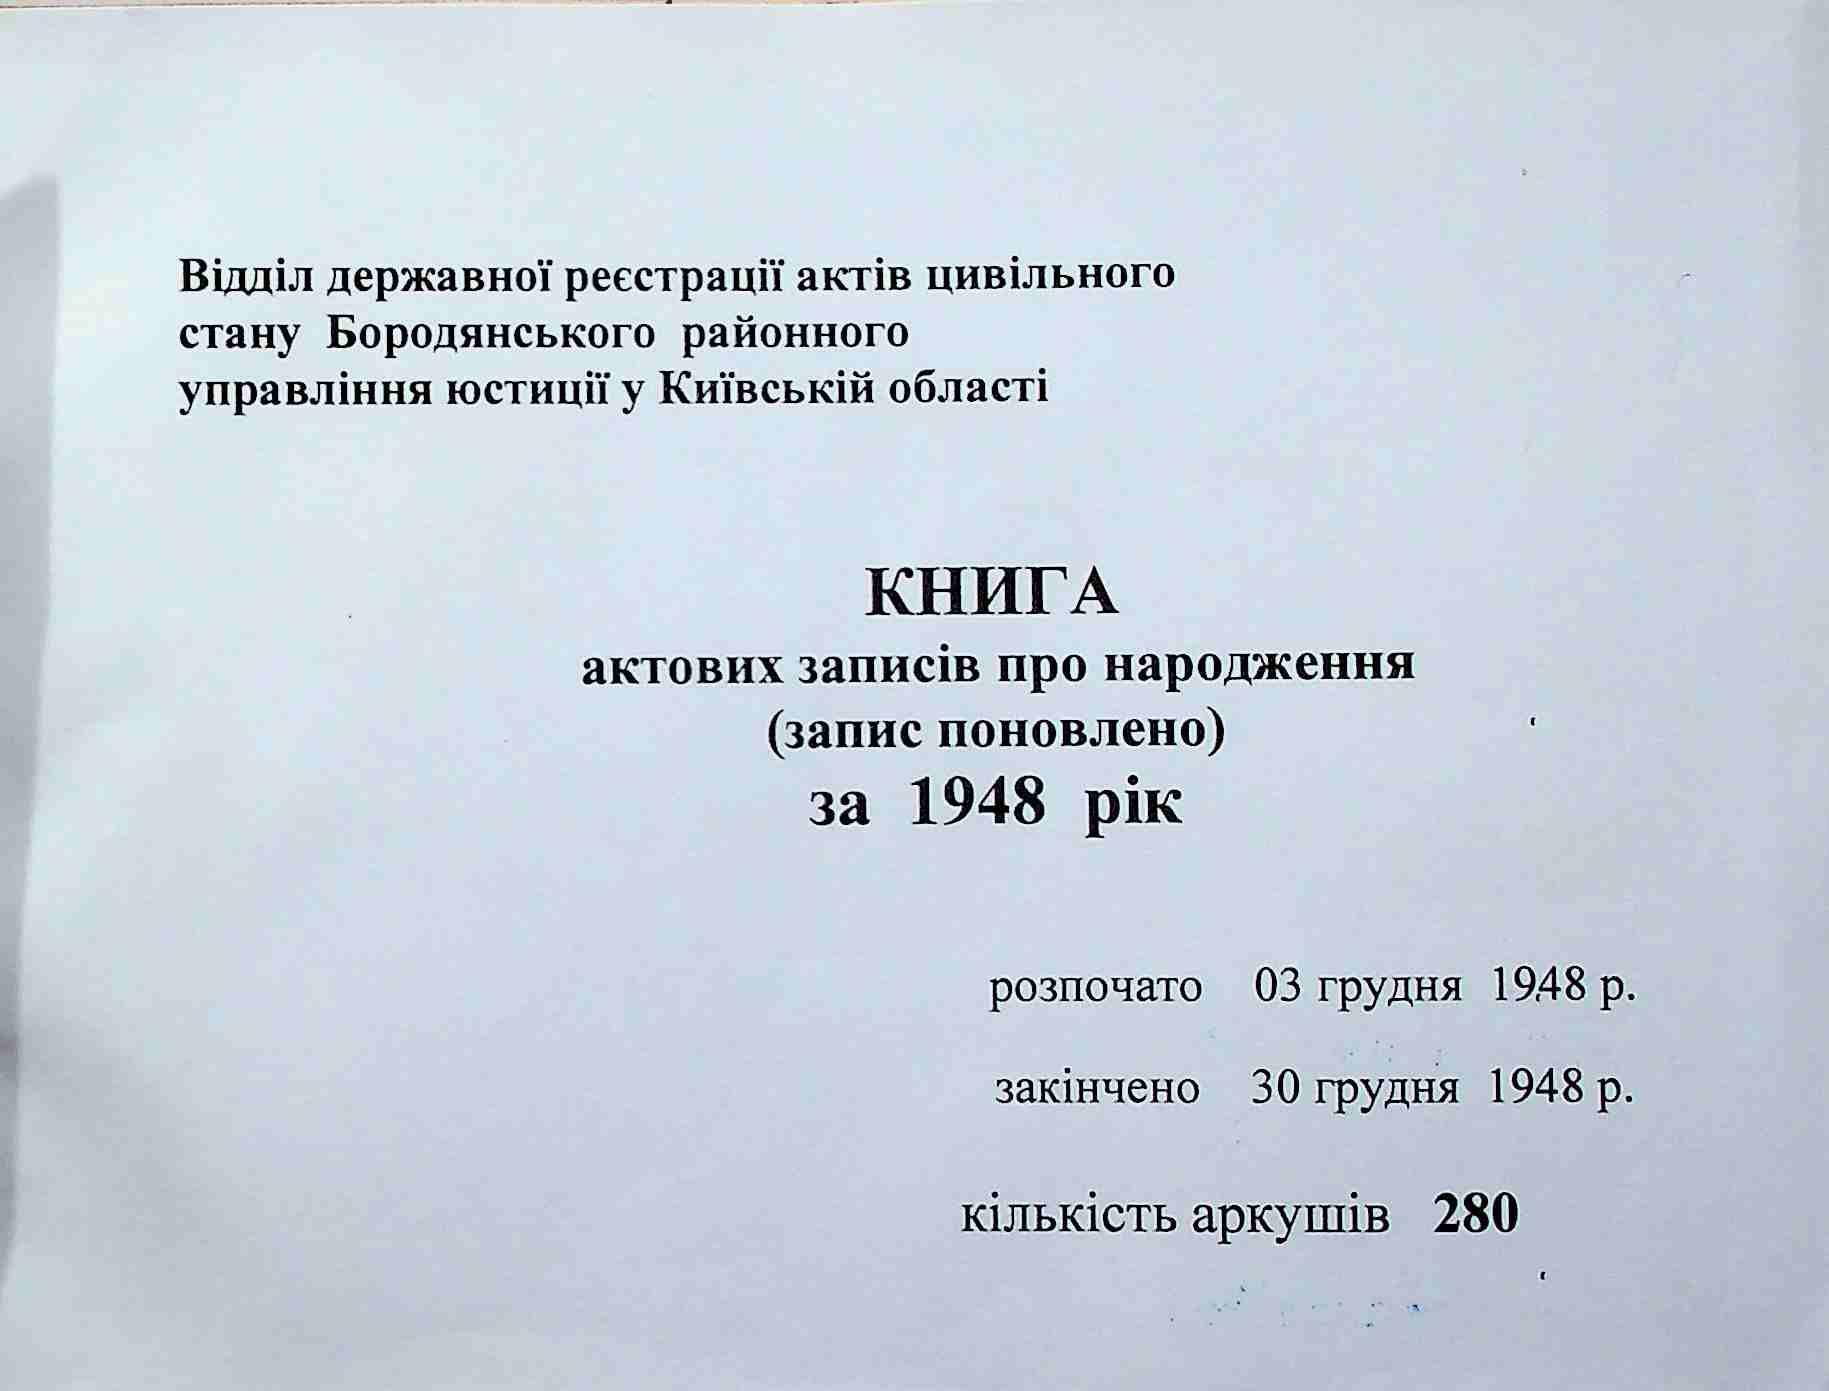 Відділ державної реєстрації актів цивільного
стану Бородянського районного
управління юстиції у Київській області
КНИГА
актових записів про народження
(запис поновлено)
за 1948 рік
розпочато 03 грудня 1948 р.
закінчено 30 грудня 1948 р.
кількість аркушів 280